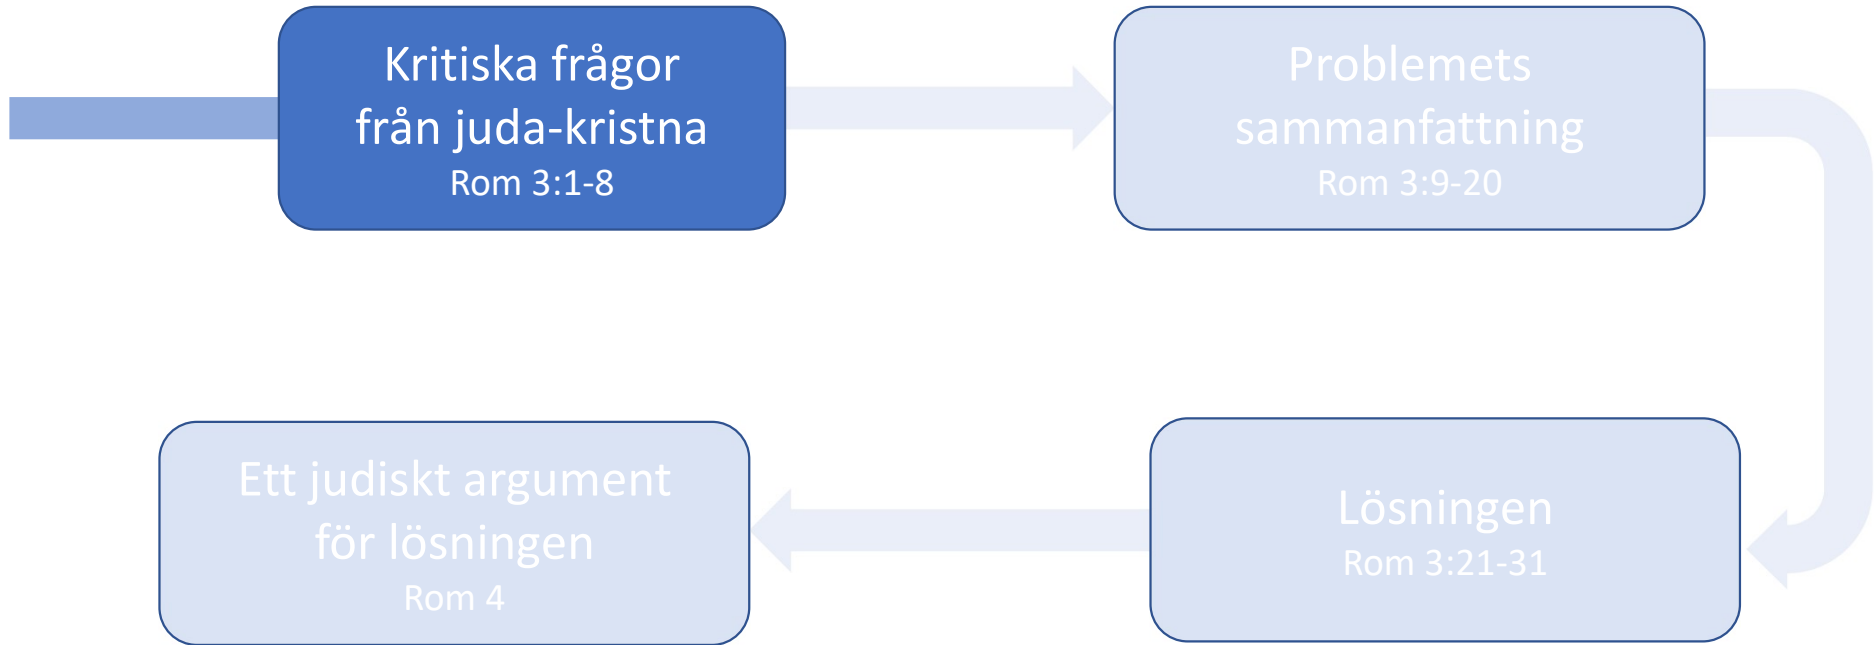 Kritiska frågor
från juda-kristna
Rom 3:1-8
Problemets
sammanfattning
Rom 3:9-20
Lösningen
Rom 3:21-31
Ett judiskt argument
för lösningen
Rom 4